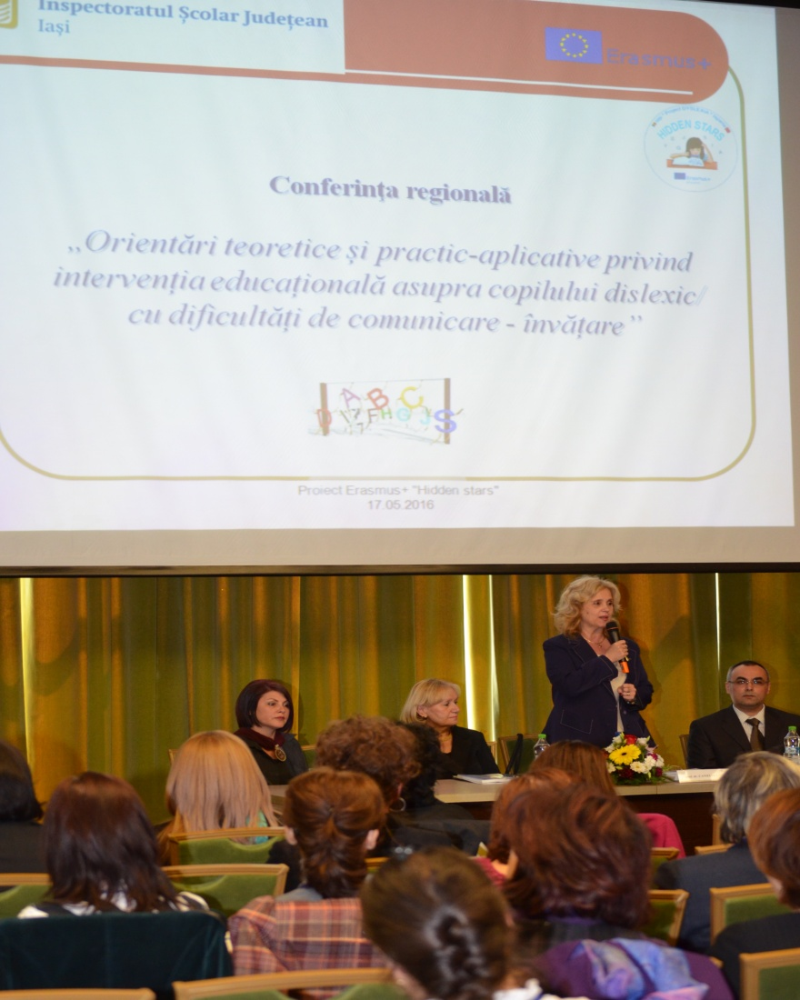 Inspectoratul Școlar Județean
Iași
Erasmus+
HIDDEN STARS
Conferinţa regională
„Orientări teoretice și practic-aplicative privind
intervenția educațională asupra copilului dislexic/
cu dificultăți de comunicare - învățare”
A B C
D F H G J S
Proiect Erasmus+ "Hidden stars"
17.05.2016